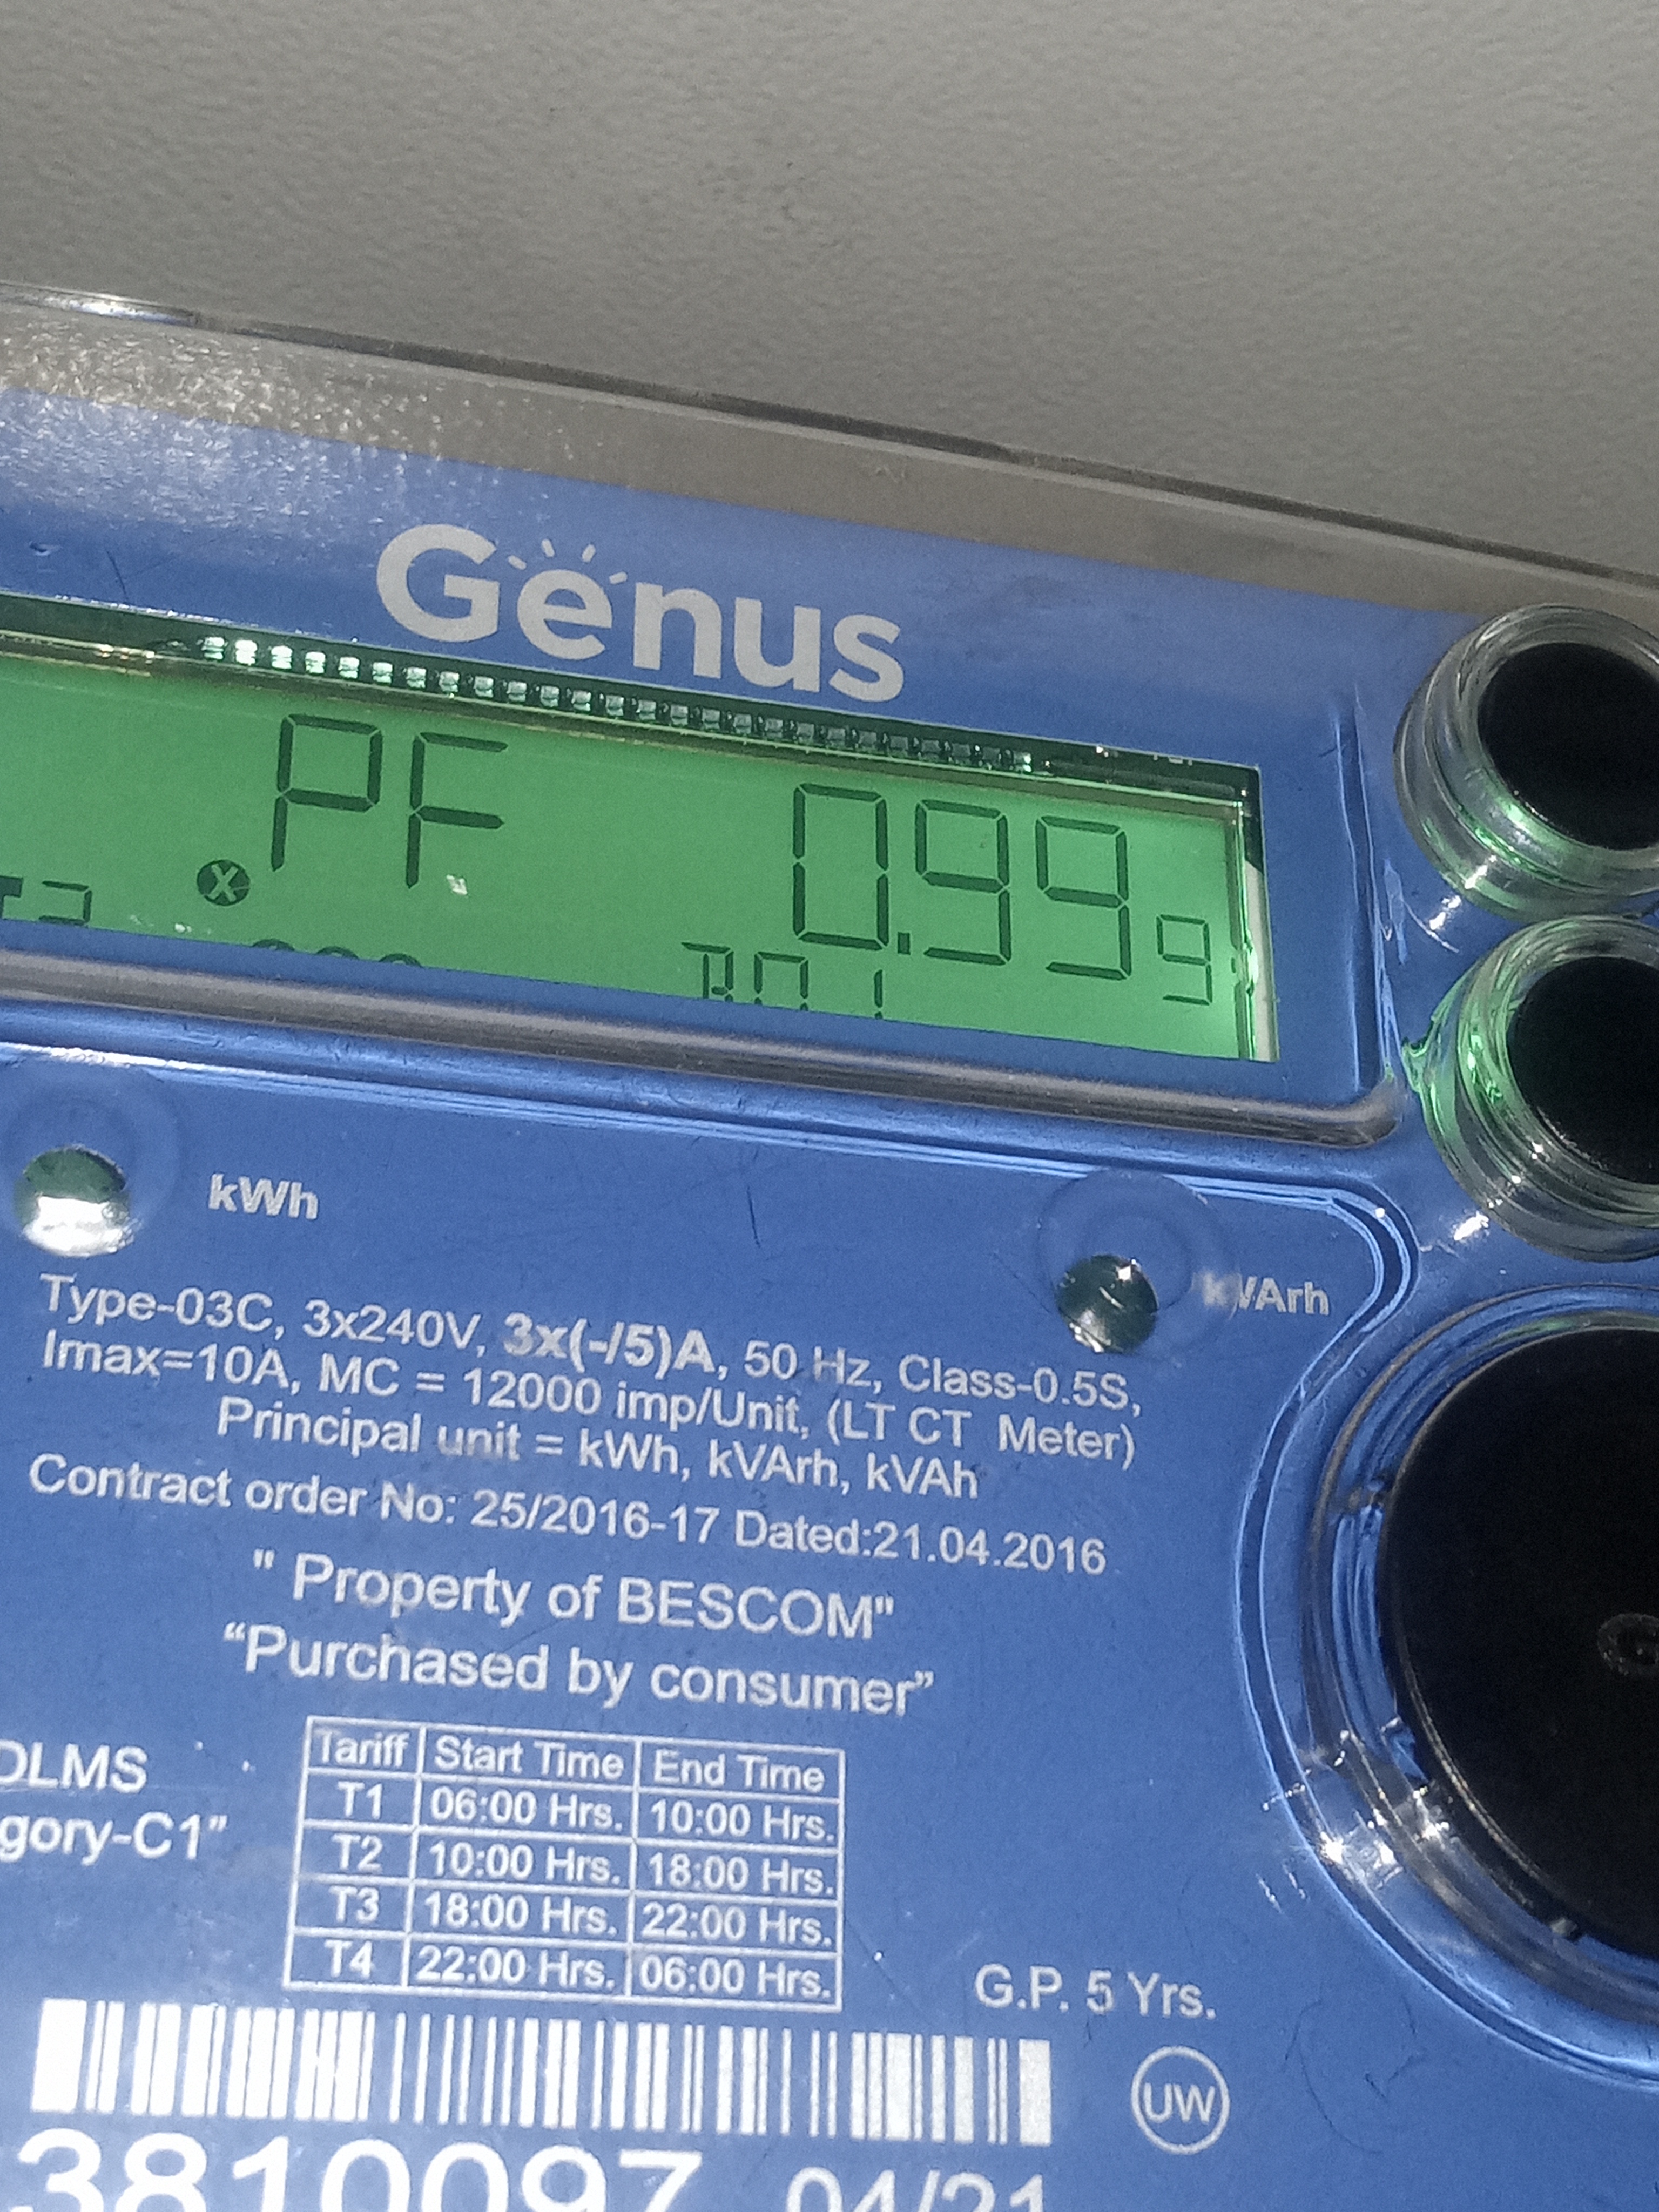 Genus
PF 0.999
kWh
kVArh
Type-03C, 3x240V, 3x(-/5)A, 50 Hz, Class-0.5S,
Imax=10A, MC = 12000 imp/Unit, (LT CT Meter)
Principal unit = kWh, kVArh, kVAh
Contract order No: 25/2016-17 Dated:21.04.2016
" Property of BESCOM"
“Purchased by consumer”
DLMS
gory-C1”
Tariff Start Time End Time
T1 06:00 Hrs. 10:00 Hrs.
T2 10:00 Hrs. 18:00 Hrs.
T3 18:00 Hrs. 22:00 Hrs.
T4 22:00 Hrs. 06:00 Hrs.
G.P. 5 Yrs.
UW
3810097 04/21